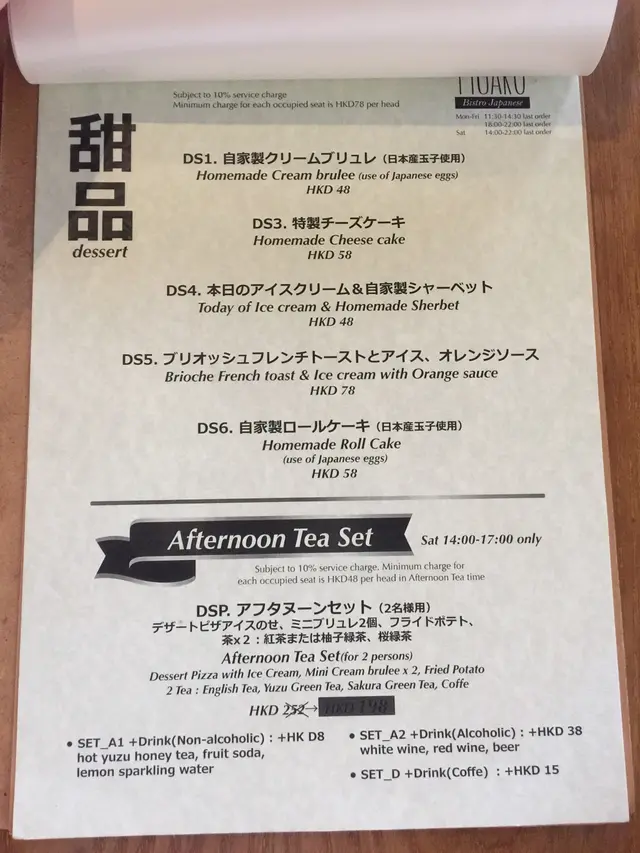 Subject to 10% service charge
Minimum charge for each occupied seat is HKD78 per head
Bistro Japanese
Mon-Fri 11:30-14:30 last order
18:00-22:00 last order
Sat 14:00-22:00 last order
甜品
dessert
DS1. 自家製クリームブリュレ（日本産玉子使用）
Homemade Cream brulee (use of Japanese eggs)
HKD 48
DS3. 特製チーズケーキ
Homemade Cheese cake
HKD 58
DS4. 本日のアイスクリーム＆自家製シャーベット
Today of Ice cream & Homemade Sherbet
HKD 48
DS5. ブリオッシュフレンチトーストとアイス、オレンジソース
Brioche French toast & Ice cream with Orange sauce
HKD 78
DS6. 自家製ロールケーキ（日本産玉子使用）
Homemade Roll Cake
(use of Japanese eggs)
HKD 58
Afternoon Tea Set
Sat 14:00-17:00 only
Subject to 10% service charge. Minimum charge for
each occupied seat is HKD48 per head in Afternoon Tea time
DSP. アフタヌーンセット（2名様用）
デザートピザアイスのせ、ミニブリュレ2個、フライドポテト、
茶x2：紅茶または柚子緑茶、桜緑茶
Afternoon Tea Set(for 2 persons)
Dessert Pizza with Ice Cream, Mini Cream brulee x 2, Fried Potato
2 Tea : English Tea, Yuzu Green Tea, Sakura Green Tea, Coffe
HKD 252→HKD 198
• SET_A1 +Drink(Non-alcoholic) : +HK D8
hot yuzu honey tea, fruit soda,
lemon sparkling water
• SET_A2 +Drink(Alcoholic) : +HKD 38
white wine, red wine, beer
• SET_D +Drink(Coffe) : +HKD 15